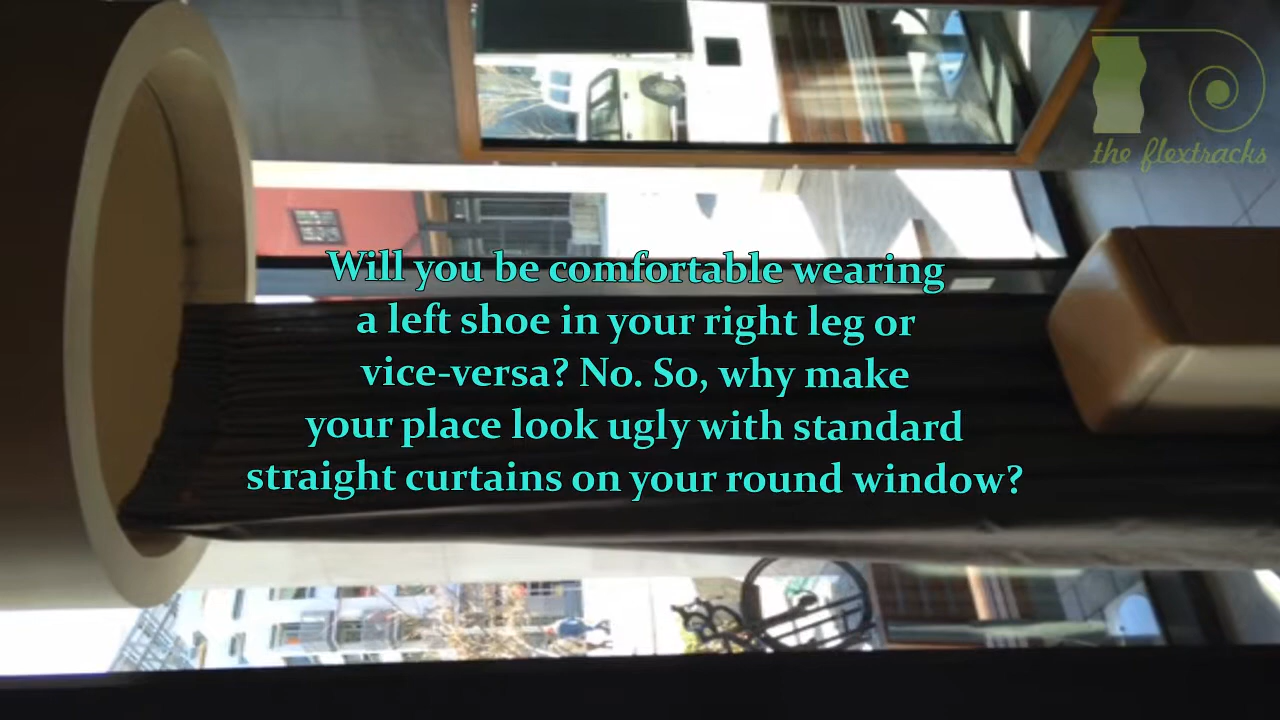 the flextracks
Will you be comfortable wearing
a left shoe in your right leg or
vice-versa? No. So, why make
your place look ugly with standard
straight curtains on your round window?